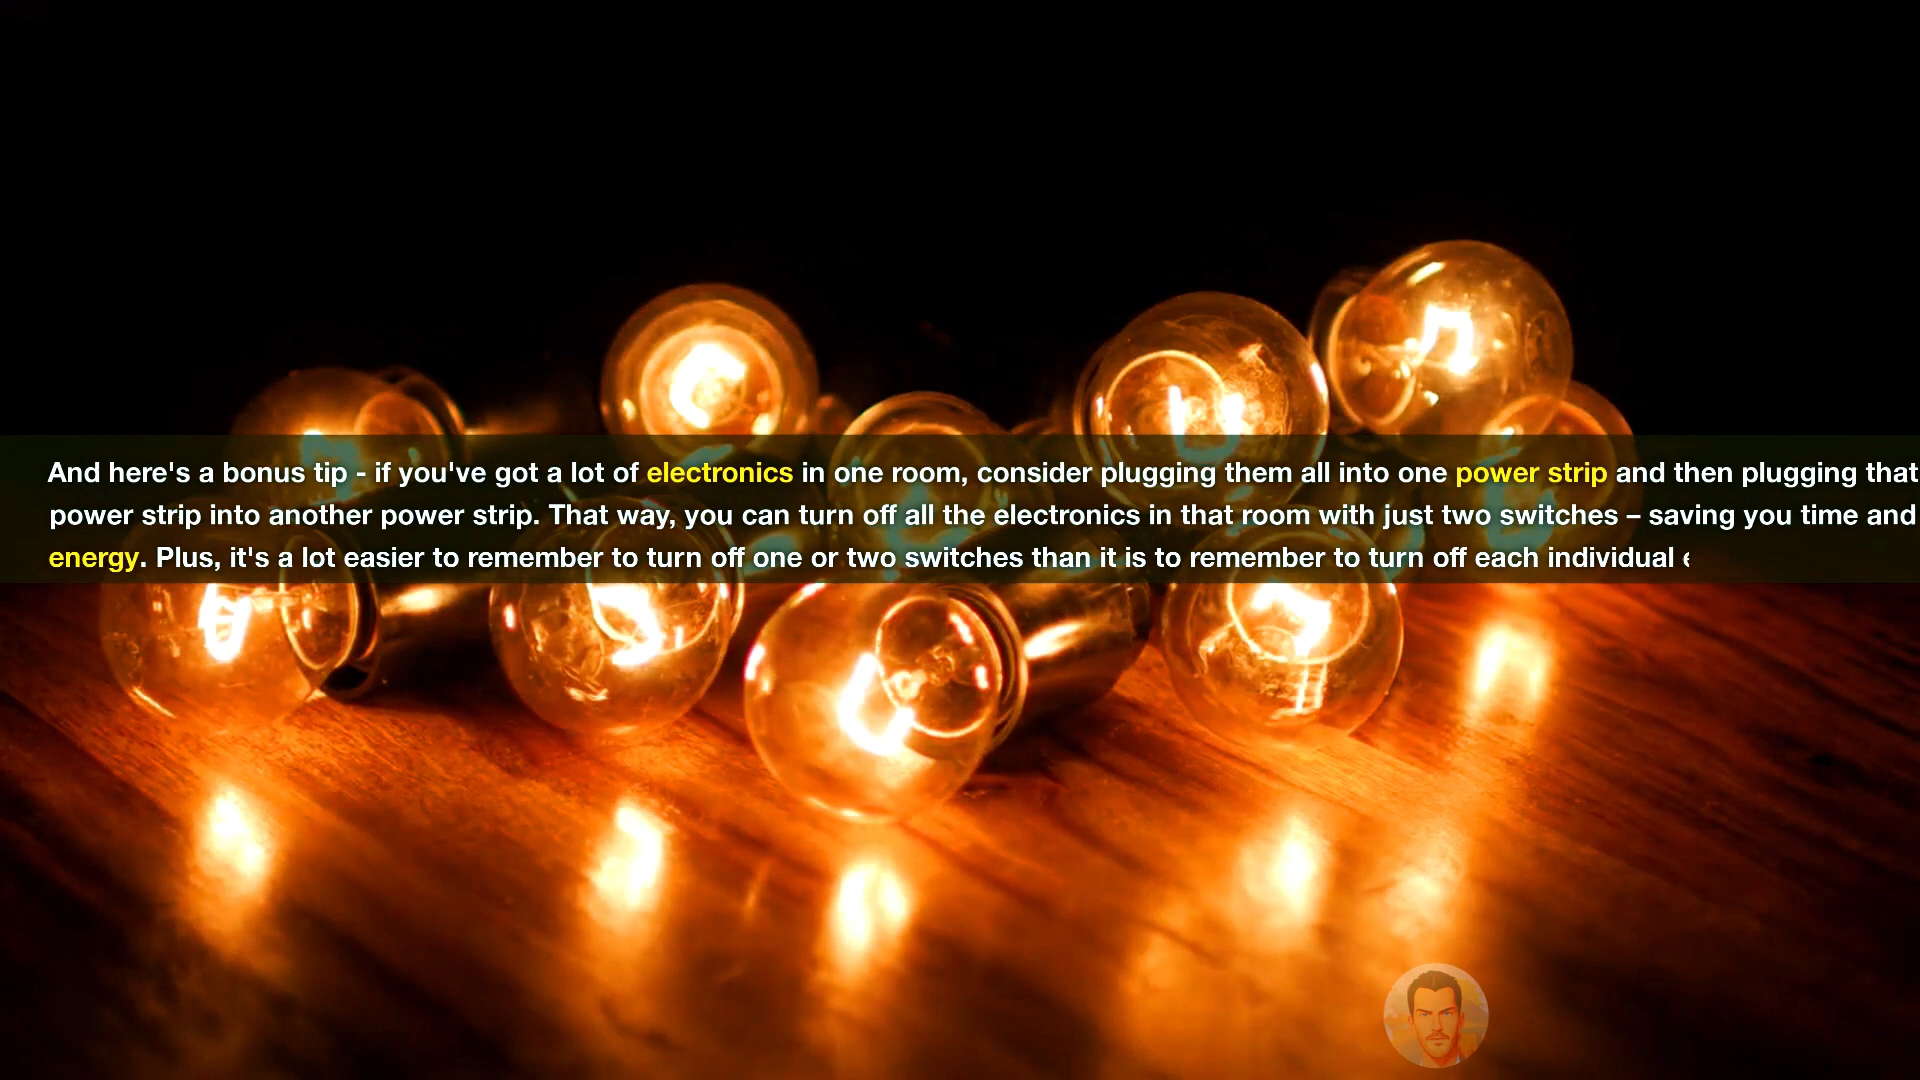 And here's a bonus tip - if you've got a lot of electronics in one room, consider plugging them all into one power strip and then plugging that
power strip into another power strip. That way, you can turn off all the electronics in that room with just two switches – saving you time and
energy. Plus, it's a lot easier to remember to turn off one or two switches than it is to remember to turn off each individual